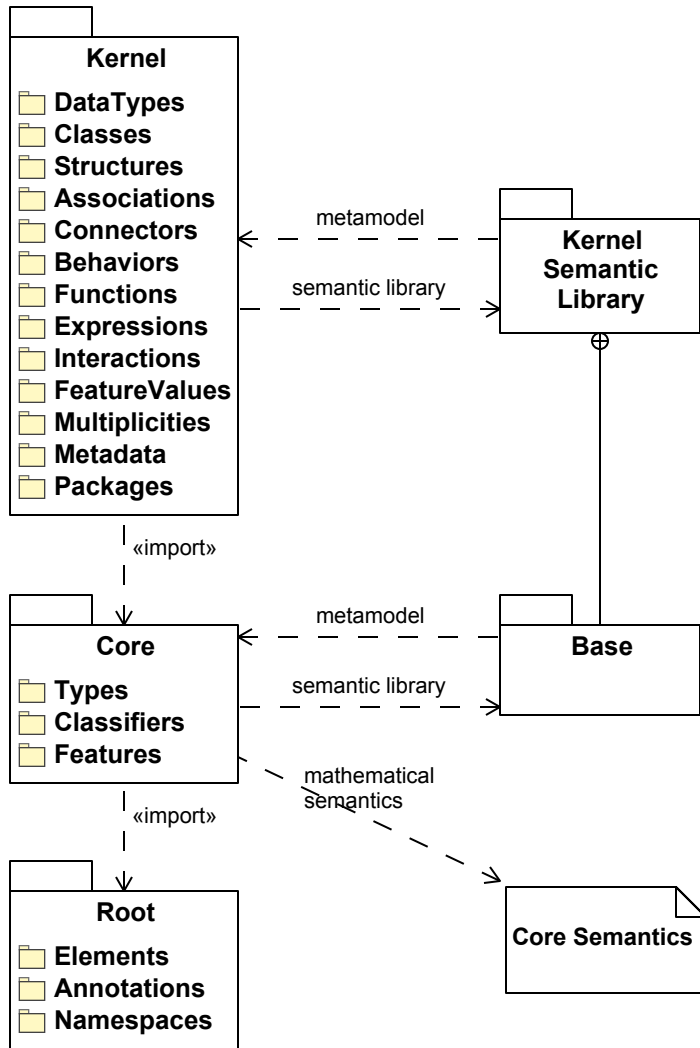 Kernel
DataTypes
Classes
Structures
Associations
Connectors
Behaviors
Functions
Expressions
Interactions
FeatureValues
Multiplicities
Metadata
Packages
metamodel
semantic library
Kernel
Semantic
Library
«import»
Core
Types
Classifiers
Features
metamodel
semantic library
Base
mathematical
semantics
«import»
Root
Elements
Annotations
Namespaces
Core Semantics